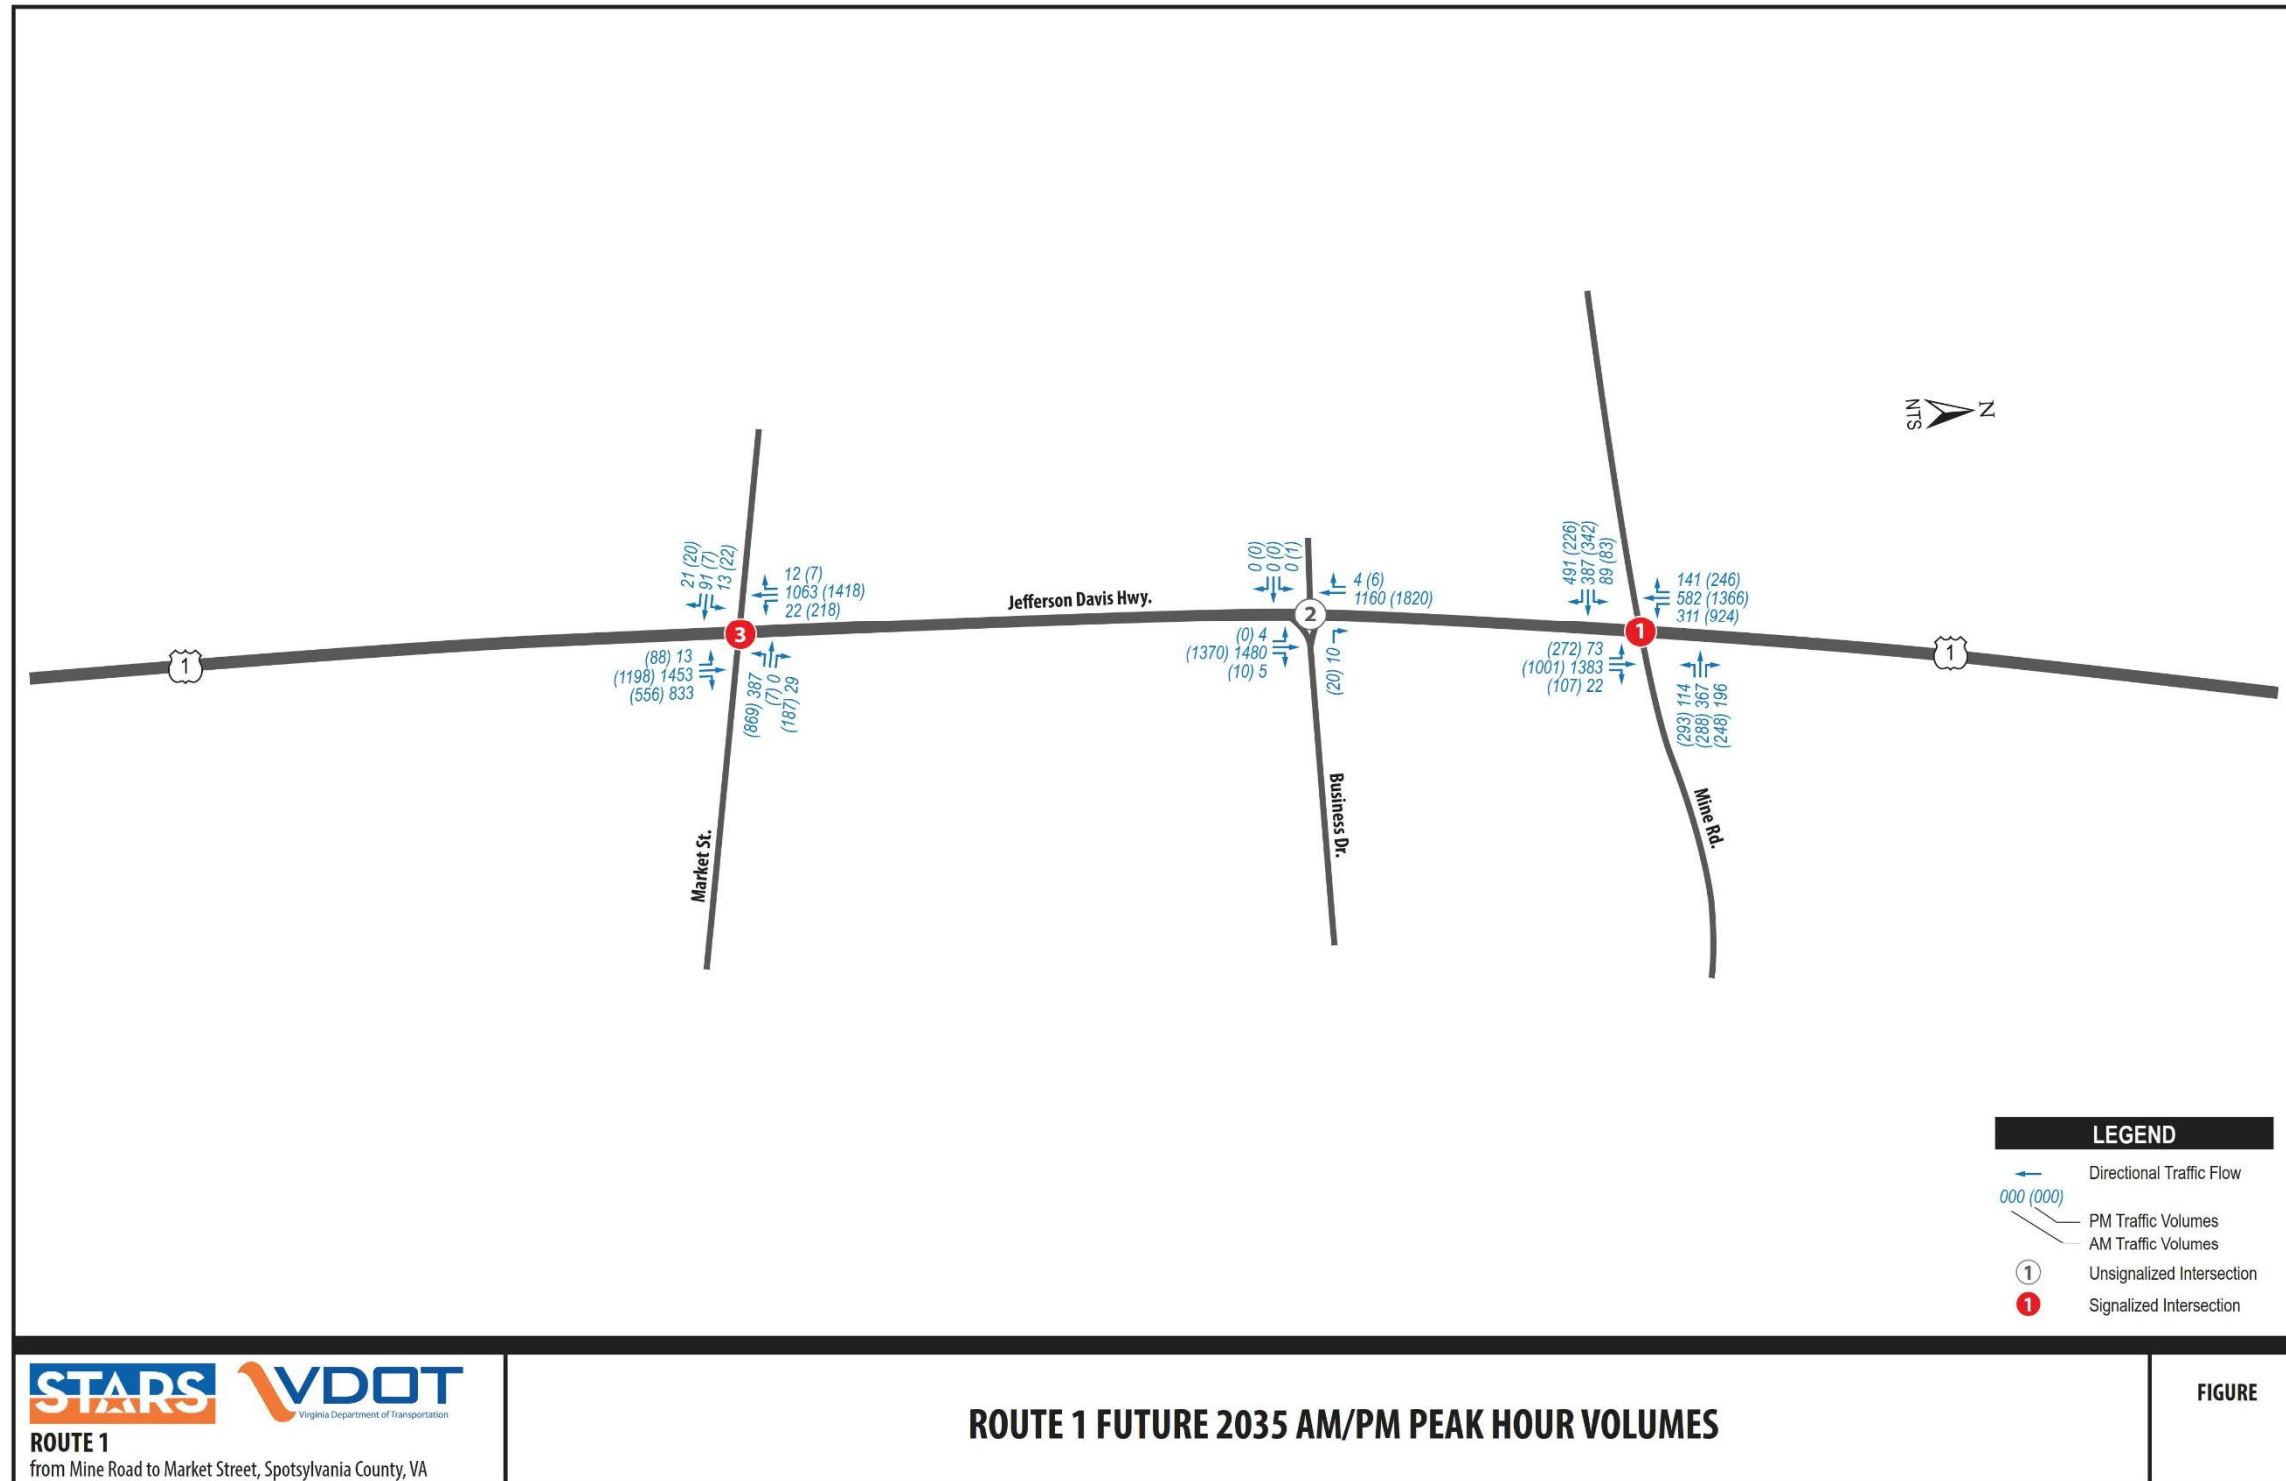 N
NTS
21 (20)
91 (7)
13 (22)
12 (7)
1063 (1418)
22 (218)
Jefferson Davis Hwy.
0 (0)
0 (0)
0 (1)
4 (6)
1160 (1820)
491 (226)
387 (342)
89 (83)
141 (246)
582 (1366)
311 (924)
1
3
2
1
1
(88) 13
(1198) 1453
(556) 833
(869) 387
(7) 0
(187) 29
(0) 4
(1370) 1480
(10) 5
(20) 10
(272) 73
(1001) 1383
(107) 22
(293) 114
(288) 367
(248) 196
Market St.
Business Dr.
Mine Rd.
LEGEND
Directional Traffic Flow
000 (000)
PM Traffic Volumes
AM Traffic Volumes
1 Unsignalized Intersection
1 Signalized Intersection
STARS
VDOT
Virginia Department of Transportation
ROUTE 1
from Mine Road to Market Street, Spotsylvania County, VA
ROUTE 1 FUTURE 2035 AM/PM PEAK HOUR VOLUMES
FIGURE